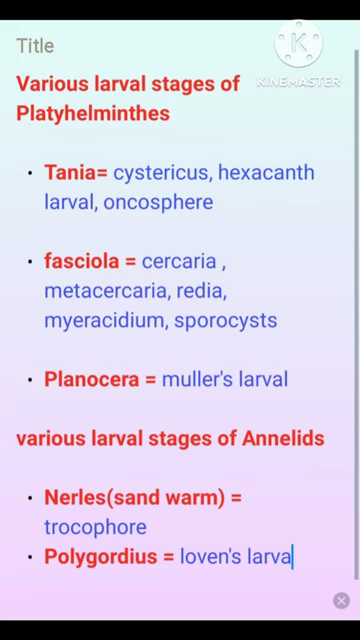 Title
K
KINEMASTER
Various larval stages of
Platyhelminthes
• Tania= cystericus, hexacanth
larval, oncosphere
• fasciola = cercaria ,
metacercaria, redia,
myeracidium, sporocysts
• Planocera = muller's larval
various larval stages of Annelids
• Nerles(sand warm) =
trocophore
• Polygordius = loven's larva